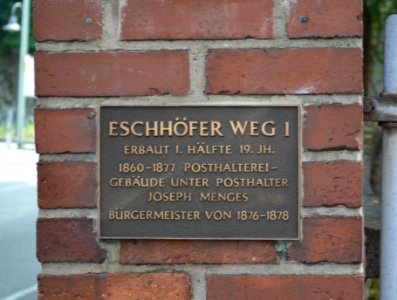 ESCHHÖFER WEG 1
ERBAUT 1. HÄLFTE 19. JH.
1860-1877 POSTHALTEREI-
GEBÄUDE UNTER POSTHALTER
JOSEPH MENGES
BÜRGERMEISTER VON 1876-1878